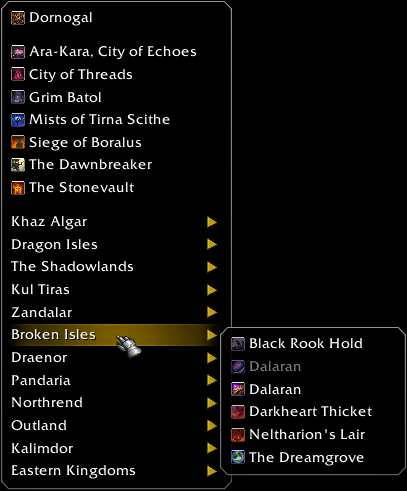 Dornogal
Ara-Kara, City of Echoes
City of Threads
Grim Batol
Mists of Tirna Scithe
Siege of Boralus
The Dawnbreaker
The Stonevault
Khaz Algar
Dragon Isles
The Shadowlands
Kul Tiras
Zandalar
Broken Isles
Draenor
Pandaria
Northrend
Outland
Kalimdor
Eastern Kingdoms
Black Rook Hold
Dalaran
Dalaran
Darkheart Thicket
Neltharion's Lair
The Dreamgrove